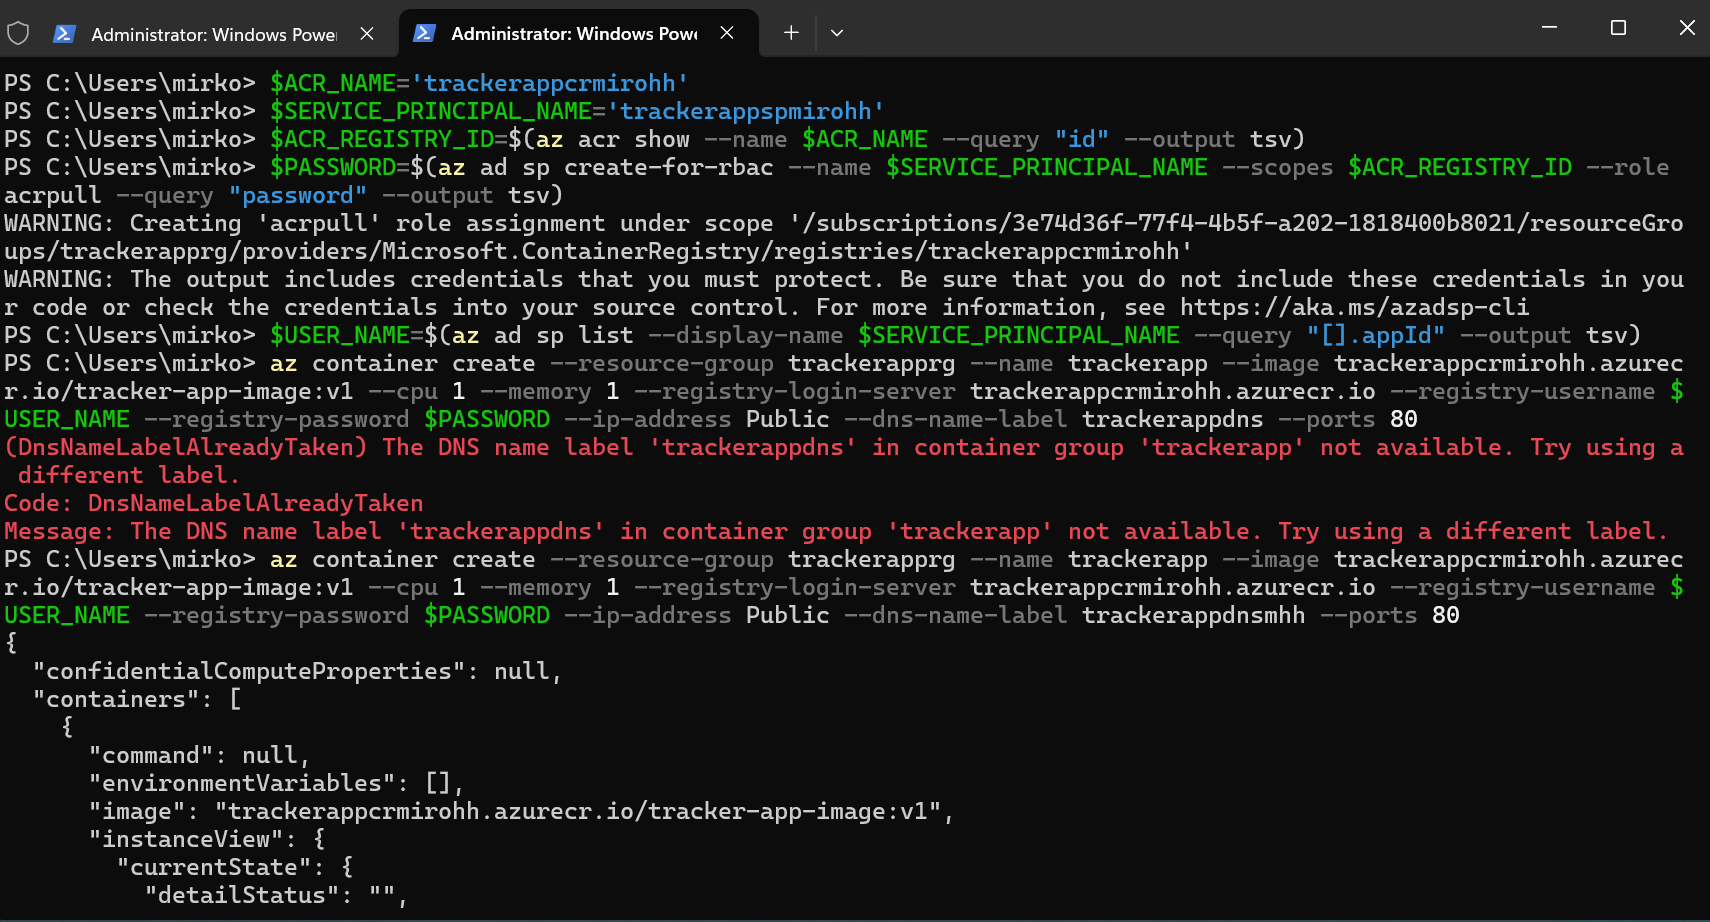 Administrator: Windows Power
Administrator: Windows Powe
PS C:\Users\mirko> $ACR_NAME='trackerappcrmirohh'
PS C:\Users\mirko> $SERVICE_PRINCIPAL_NAME='trackerappspmirohh'
PS C:\Users\mirko> $ACR_REGISTRY_ID=$(az acr show --name $ACR_NAME --query "id" --output tsv)
PS C:\Users\mirko> $PASSWORD=$(az ad sp create-for-rbac --name $SERVICE_PRINCIPAL_NAME --scopes $ACR_REGISTRY_ID --role
acrpull --query "password" --output tsv)
WARNING: Creating 'acrpull' role assignment under scope '/subscriptions/3e74d36f-77f4-4b5f-a202-1818400b8021/resourceGro
ups/trackerapprg/providers/Microsoft.ContainerRegistry/registries/trackerappcrmirohh'
WARNING: The output includes credentials that you must protect. Be sure that you do not include these credentials in you
r code or check the credentials into your source control. For more information, see https://aka.ms/azadsp-cli
PS C:\Users\mirko> $USER_NAME=$(az ad sp list --display-name $SERVICE_PRINCIPAL_NAME --query "[].appId" --output tsv)
PS C:\Users\mirko> az container create --resource-group trackerapprg --name trackerapp --image trackerappcrmirohh.azurec
r.io/tracker-app-image:v1 --cpu 1 --memory 1 --registry-login-server trackerappcrmirohh.azurecr.io --registry-username $
USER_NAME --registry-password $PASSWORD --ip-address Public --dns-name-label trackerappdns --ports 80
(DnsNameLabelAlreadyTaken) The DNS name label 'trackerappdns' in container group 'trackerapp' not available. Try using a
 different label.
Code: DnsNameLabelAlreadyTaken
Message: The DNS name label 'trackerappdns' in container group 'trackerapp' not available. Try using a different label.
PS C:\Users\mirko> az container create --resource-group trackerapprg --name trackerapp --image trackerappcrmirohh.azurec
r.io/tracker-app-image:v1 --cpu 1 --memory 1 --registry-login-server trackerappcrmirohh.azurecr.io --registry-username $
USER_NAME --registry-password $PASSWORD --ip-address Public --dns-name-label trackerappdnsmhh --ports 80
{
  "confidentialComputeProperties": null,
  "containers": [
    {
      "command": null,
      "environmentVariables": [],
      "image": "trackerappcrmirohh.azurecr.io/tracker-app-image:v1",
      "instanceView": {
        "currentState": {
          "detailStatus": "",